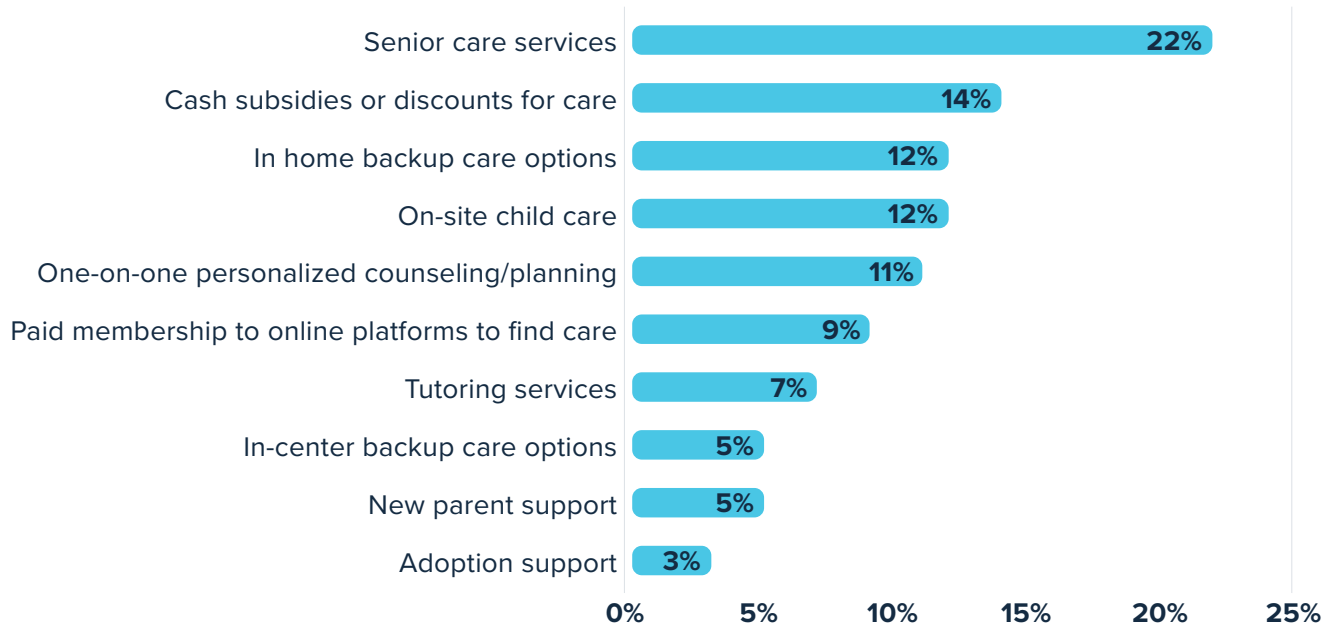 Senior care services 22%
Cash subsidies or discounts for care 14%
In home backup care options 12%
On-site child care 12%
One-on-one personalized counseling/planning 11%
Paid membership to online platforms to find care 9%
Tutoring services 7%
In-center backup care options 5%
New parent support 5%
Adoption support 3%
0% 5% 10% 15% 20% 25%